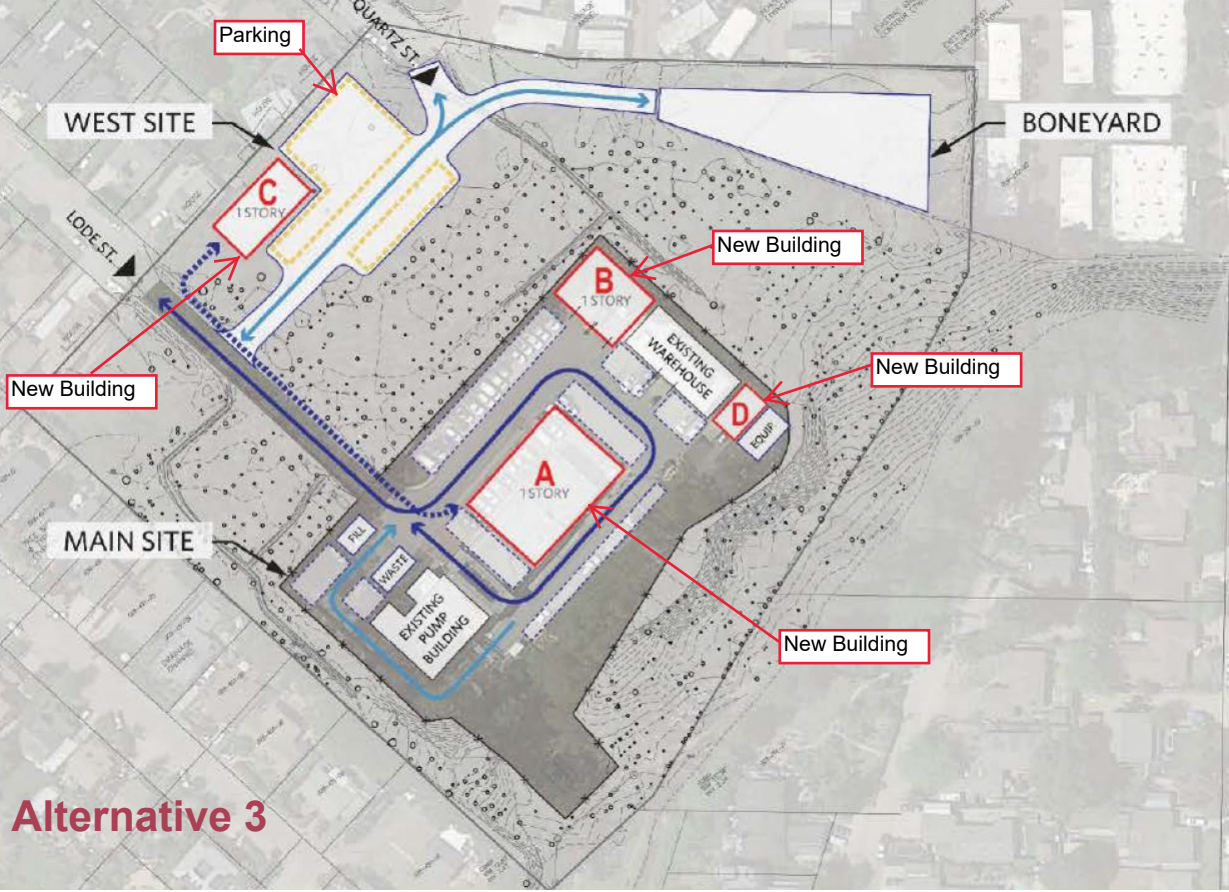 Parking
QUARTZ ST.
WEST SITE
BONEYARD
C
1 STORY
LODE ST.
New Building
B
1 STORY
New Building
EXISTING
WAREHOUSE
New Building
D
EQUIP
A
1 STORY
MAIN SITE
FILL
WASTE
EXISTING
PUMP
BUILDING
New Building
Alternative 3